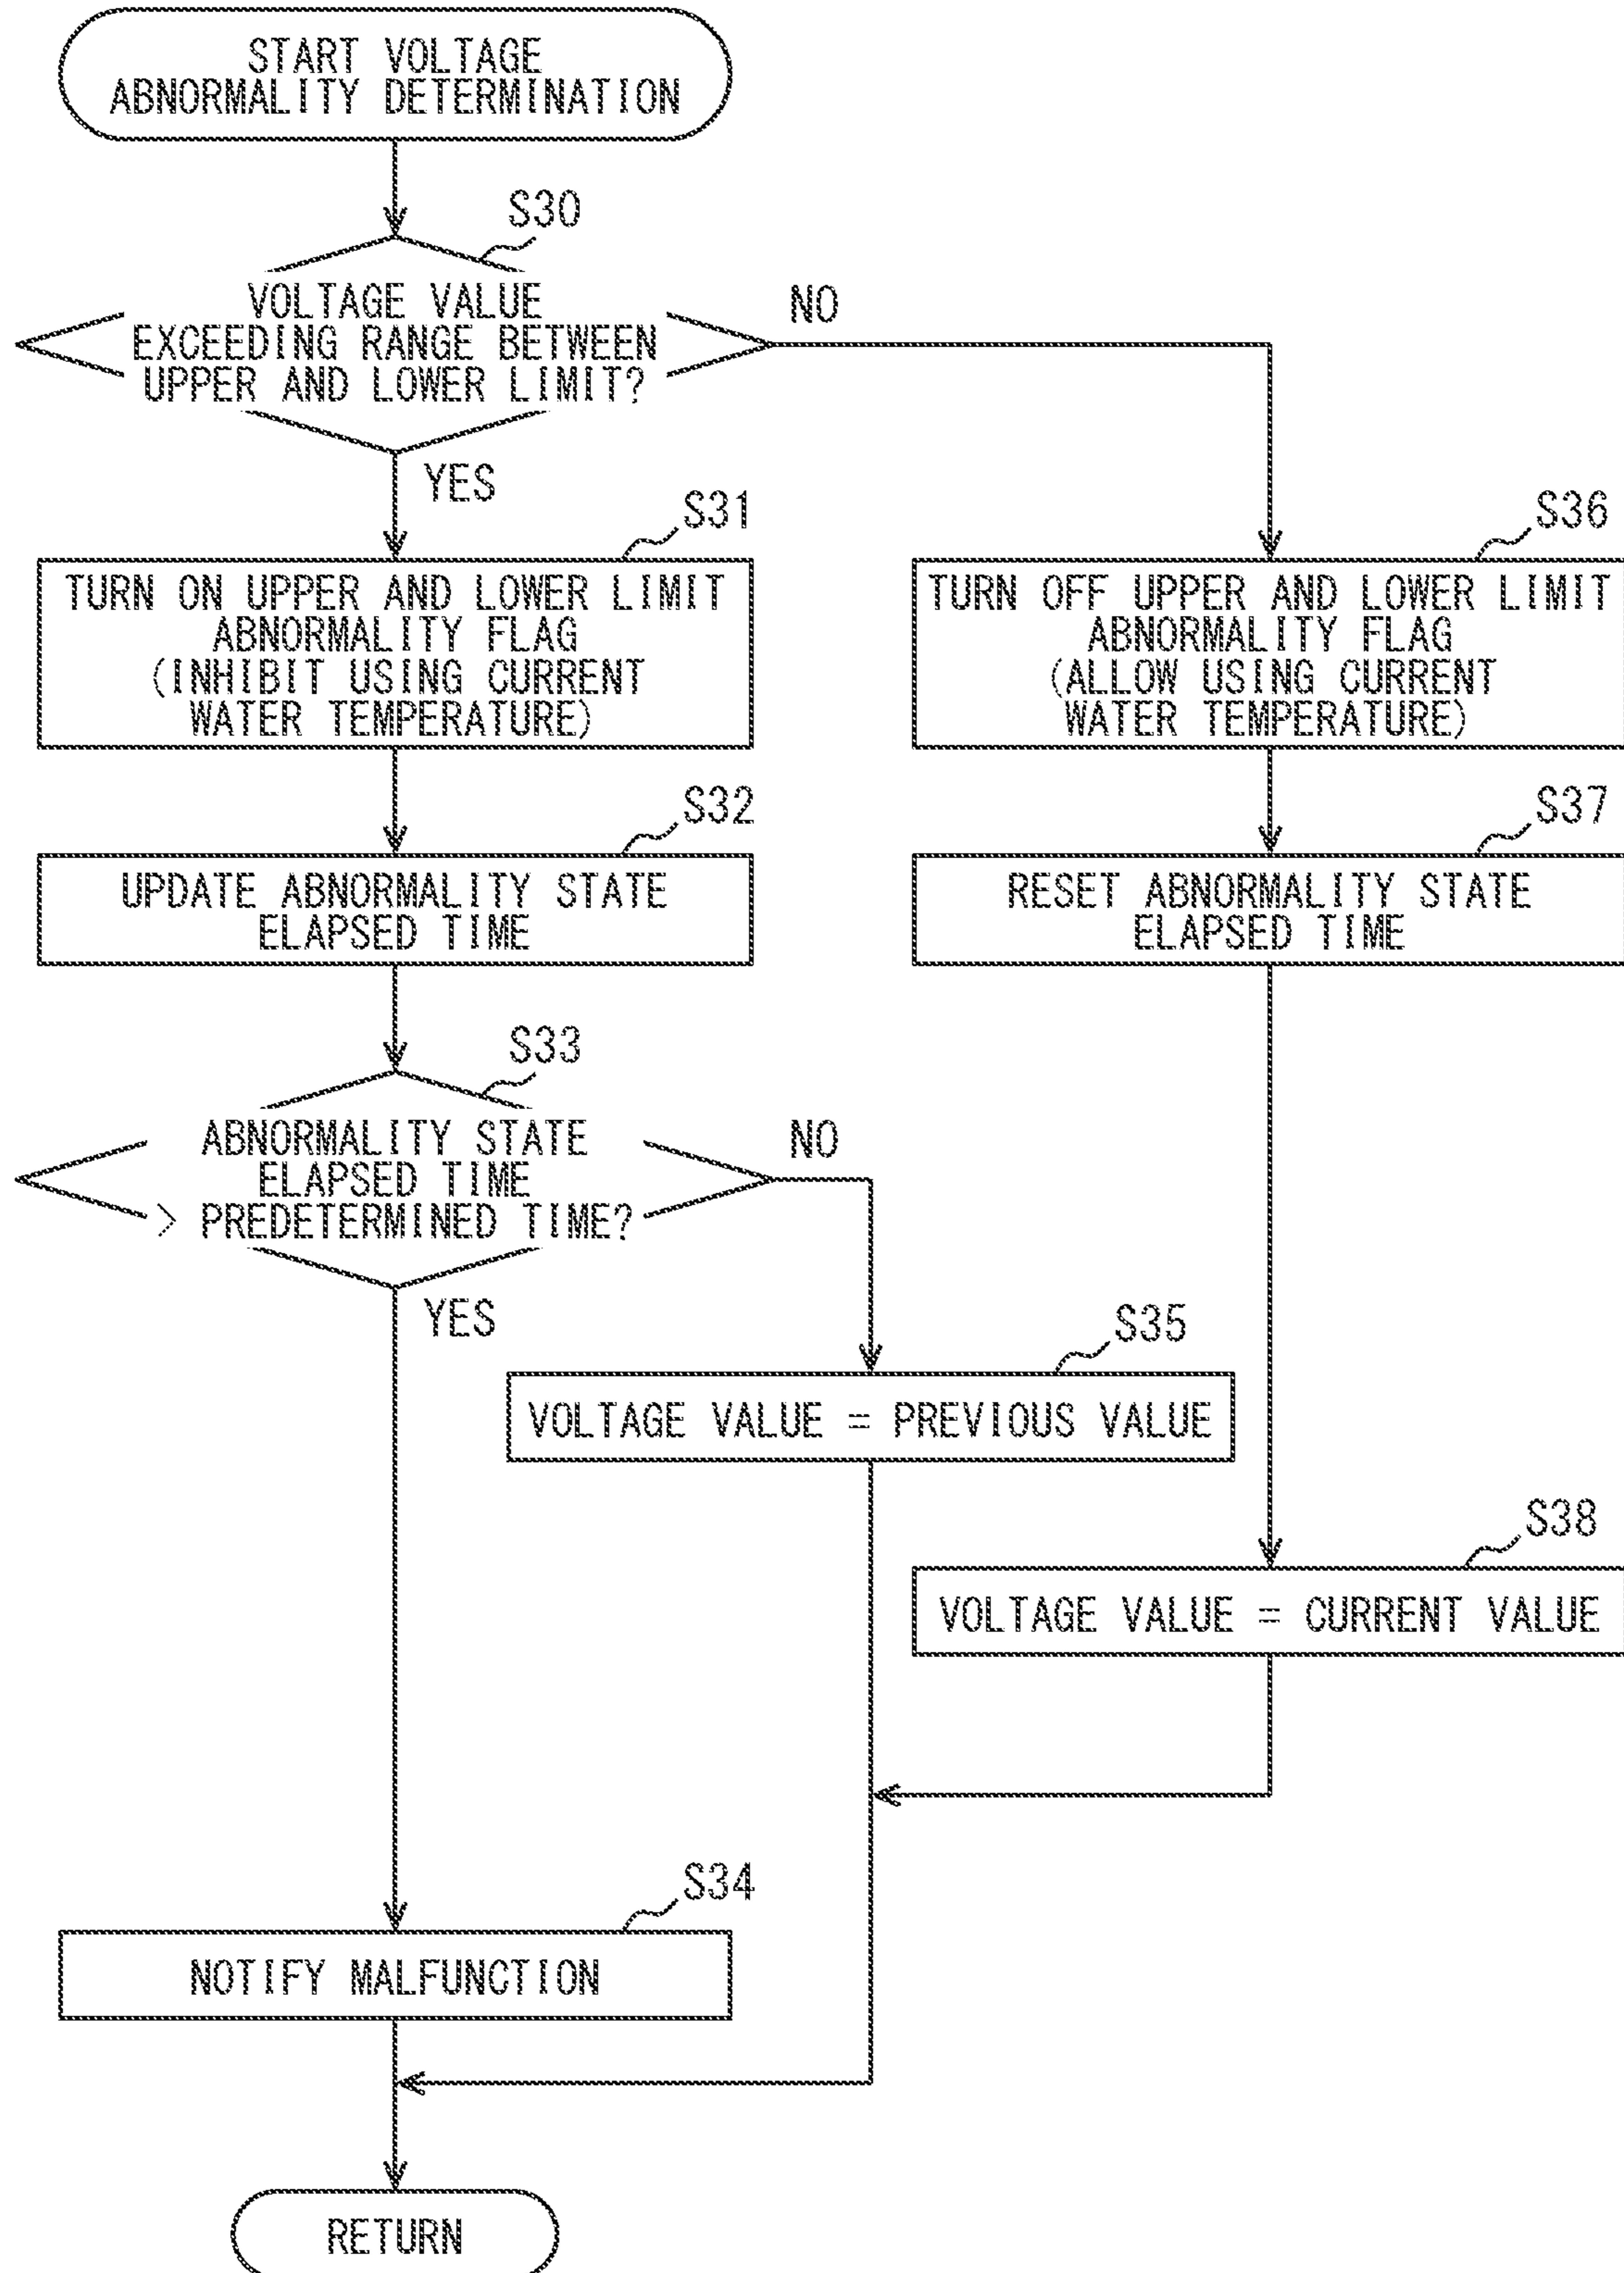 START VOLTAGE
ABNORMALITY DETERMINATION
S30
VOLTAGE VALUE
EXCEEDING RANGE BETWEEN
UPPER AND LOWER LIMIT?
NO
YES
S31
TURN ON UPPER AND LOWER LIMIT
ABNORMALITY FLAG
(INHIBIT USING CURRENT
WATER TEMPERATURE)
S36
TURN OFF UPPER AND LOWER LIMIT
ABNORMALITY FLAG
(ALLOW USING CURRENT
WATER TEMPERATURE)
S32
UPDATE ABNORMALITY STATE
ELAPSED TIME
S37
RESET ABNORMALITY STATE
ELAPSED TIME
S33
ABNORMALITY STATE
ELAPSED TIME
> PREDETERMINED TIME?
NO
YES
S35
VOLTAGE VALUE = PREVIOUS VALUE
S38
VOLTAGE VALUE = CURRENT VALUE
S34
NOTIFY MALFUNCTION
RETURN